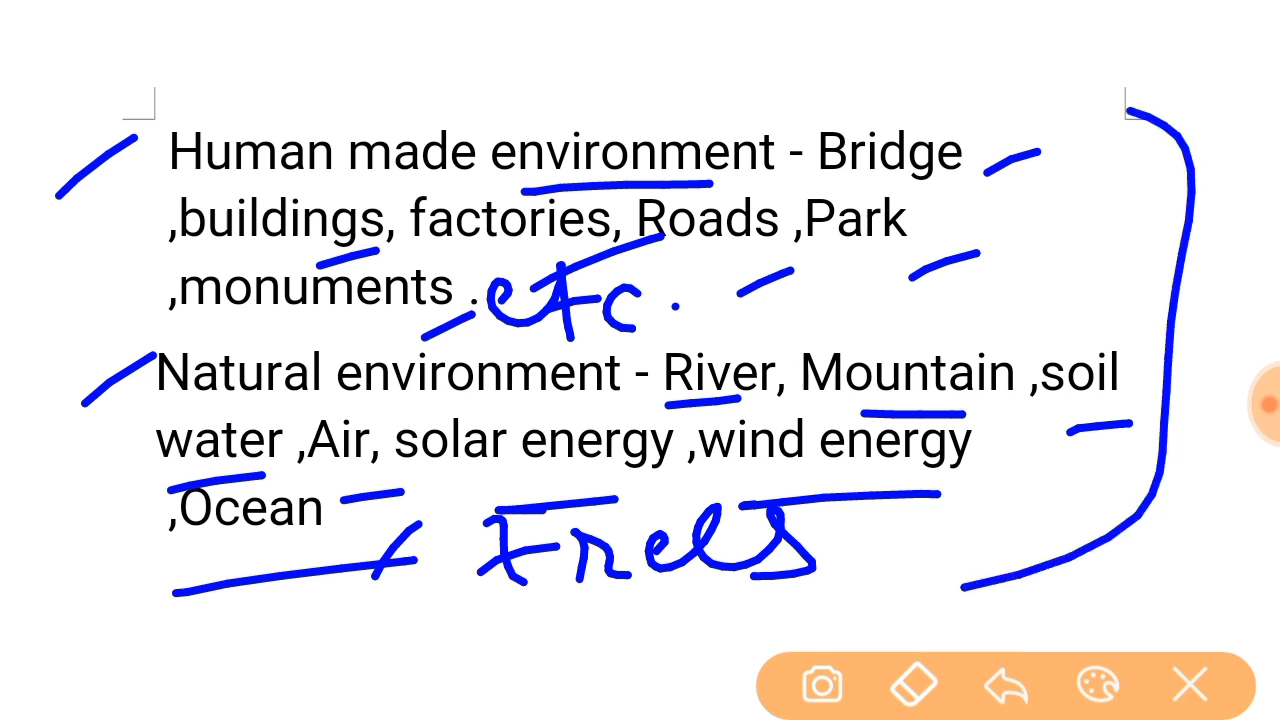 Human made environment - Bridge
,buildings, factories, Roads ,Park
,monuments . etc .
Natural environment - River, Mountain ,soil
water ,Air, solar energy ,wind energy
,Ocean , Trees